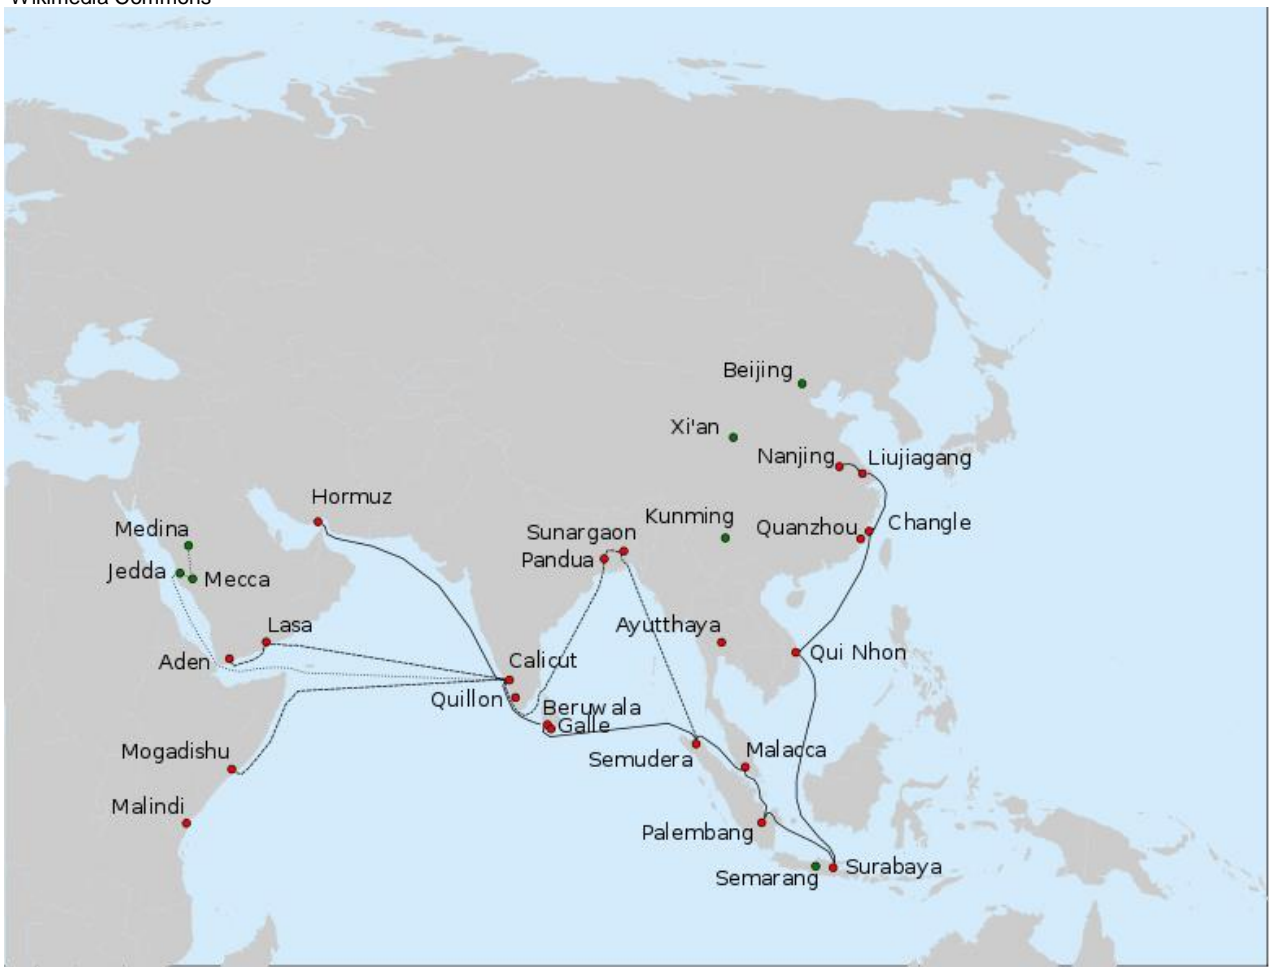 Wikimedia Commons
Beijing
Xi'an
Nanjing
Liujiagang
Hormuz
Kunming
Medina
Sunargaon
Quanzhou
Changle
Pandua
Jedda
Mecca
Lasa
Ayutthaya
Aden
Calicut
Qui Nhon
Quillon
Beruwala
Galle
Mogadishu
Semudera
Malacca
Malindi
Palembang
Semarang
Surabaya